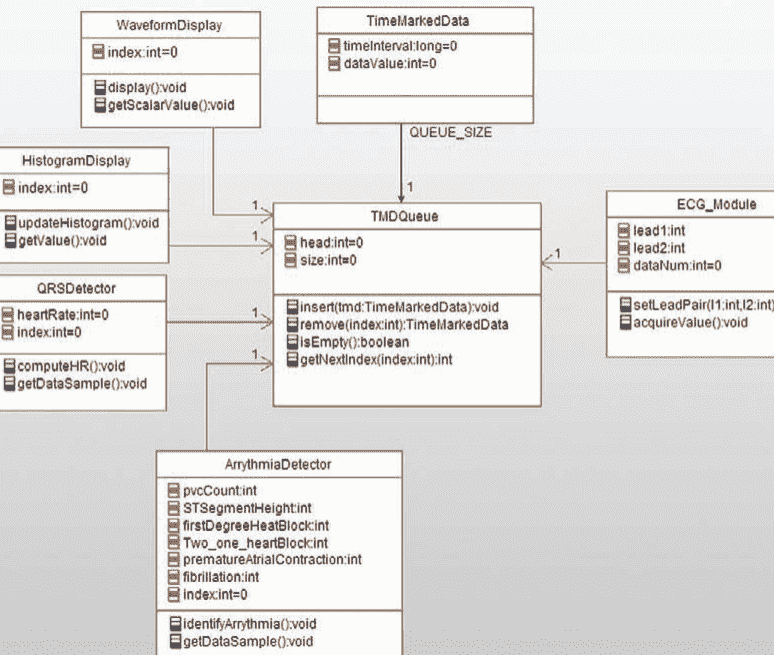 WaveformDisplay
index:int=0
display():void
getScalarValue():void
TimeMarkedData
timeInterval:long=0
dataValue:int=0
QUEUE_SIZE
1
HistogramDisplay
index:int=0
updateHistogram():void
getValue():void
1
1
TMDQueue
head:int=0
size:int=0
insert(tmd:TimeMarkedData):void
remove(index:int):TimeMarkedData
isEmpty():boolean
getNextIndex(index:int):int
1
ECG_Module
lead1:int
lead2:int
dataNum:int=0
setLeadPair(l1:int,l2:int)
acquireValue():void
QRSDetector
heartRate:int=0
index:int=0
computeHR():void
getDataSample():void
1
1
ArrythmiaDetector
pvcCount:int
STSegmentHeight:int
firstDegreeHeatBlock:int
Two_one_heartBlock:int
prematureAtrialContraction:int
fibrillation:int
index:int=0
identifyArrythmia():void
getDataSample():void